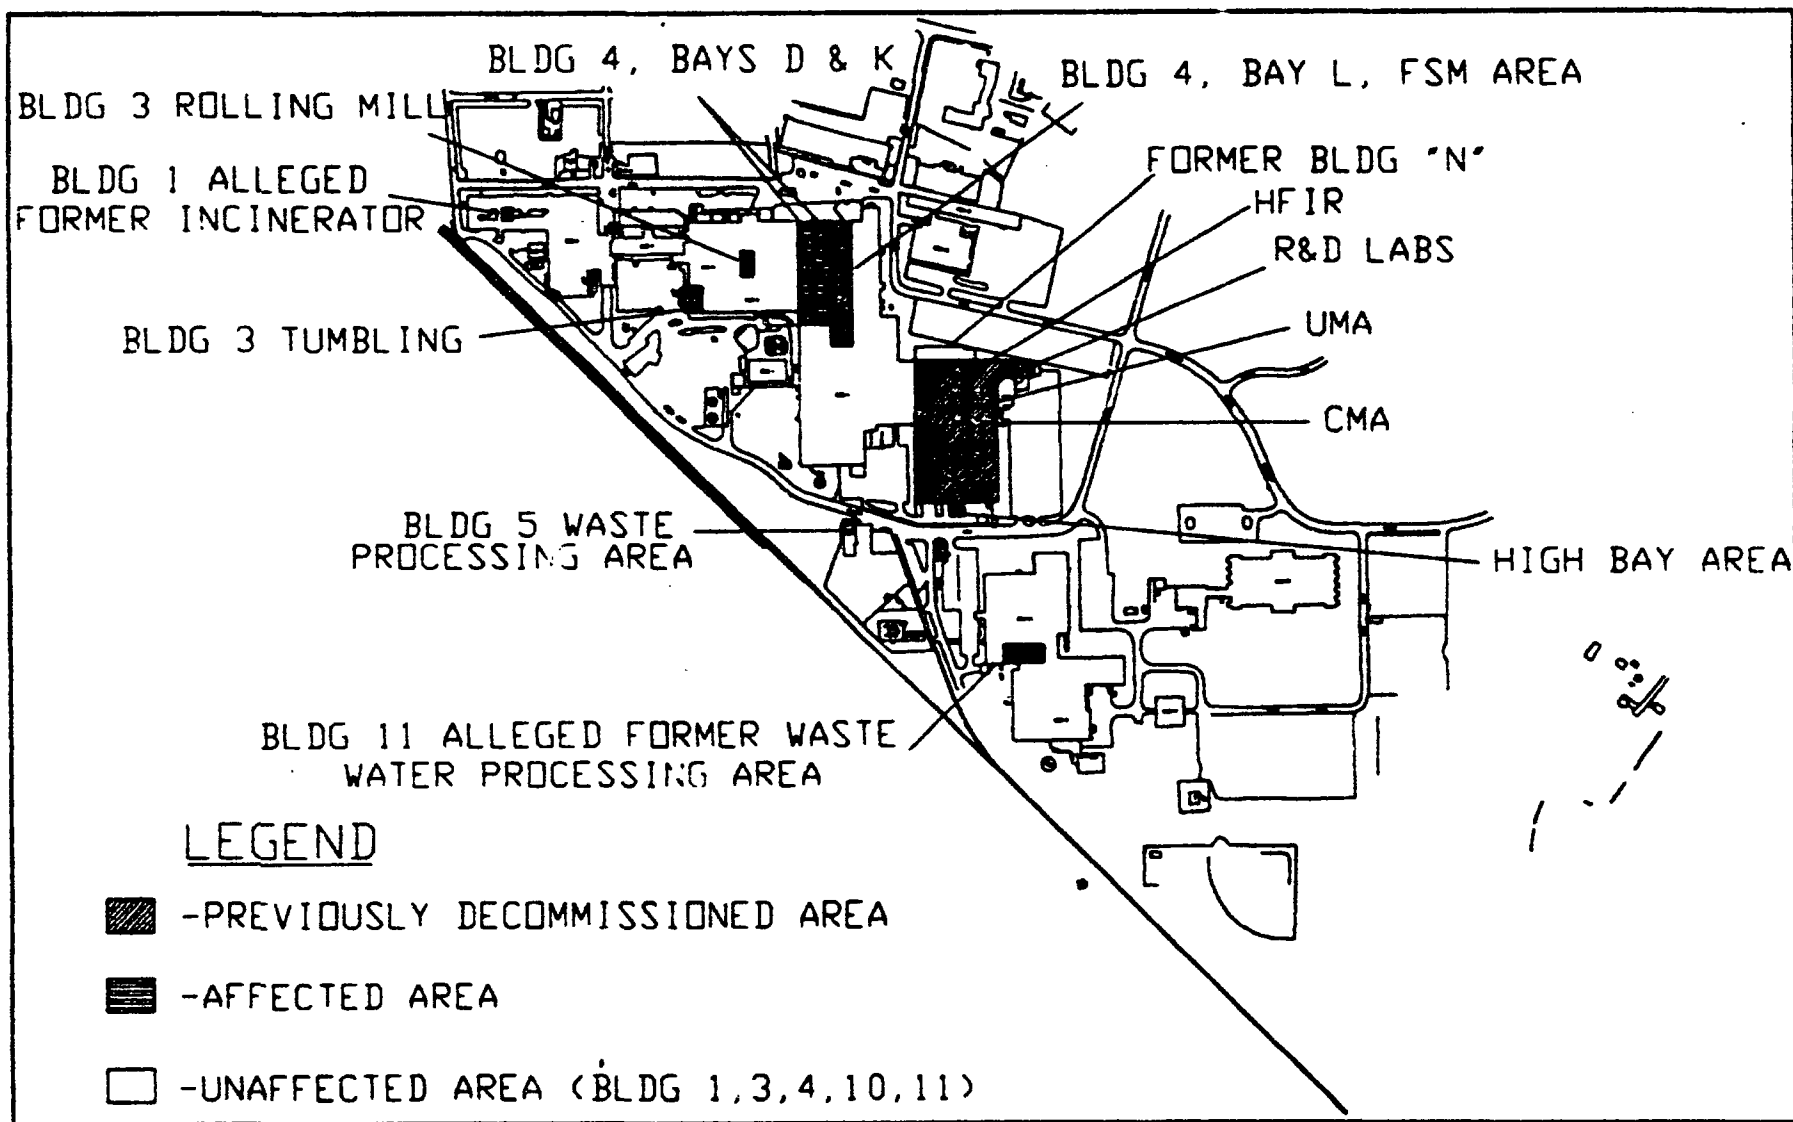 BLDG 4, BAYS D & K
BLDG 4, BAY L, FSM AREA
BLDG 3 ROLLING MILL
FORMER BLDG "N"
BLDG 1 ALLEGED
FORMER INCINERATOR
HFIR
R&D LABS
UMA
BLDG 3 TUMBLING
CMA
BLDG 5 WASTE
PROCESSING AREA
HIGH BAY AREA
BLDG 11 ALLEGED FORMER WASTE
WATER PROCESSING AREA
LEGEND
-PREVIOUSLY DECOMMISSIONED AREA
-AFFECTED AREA
-UNAFFECTED AREA (BLDG 1,3,4,10,11)